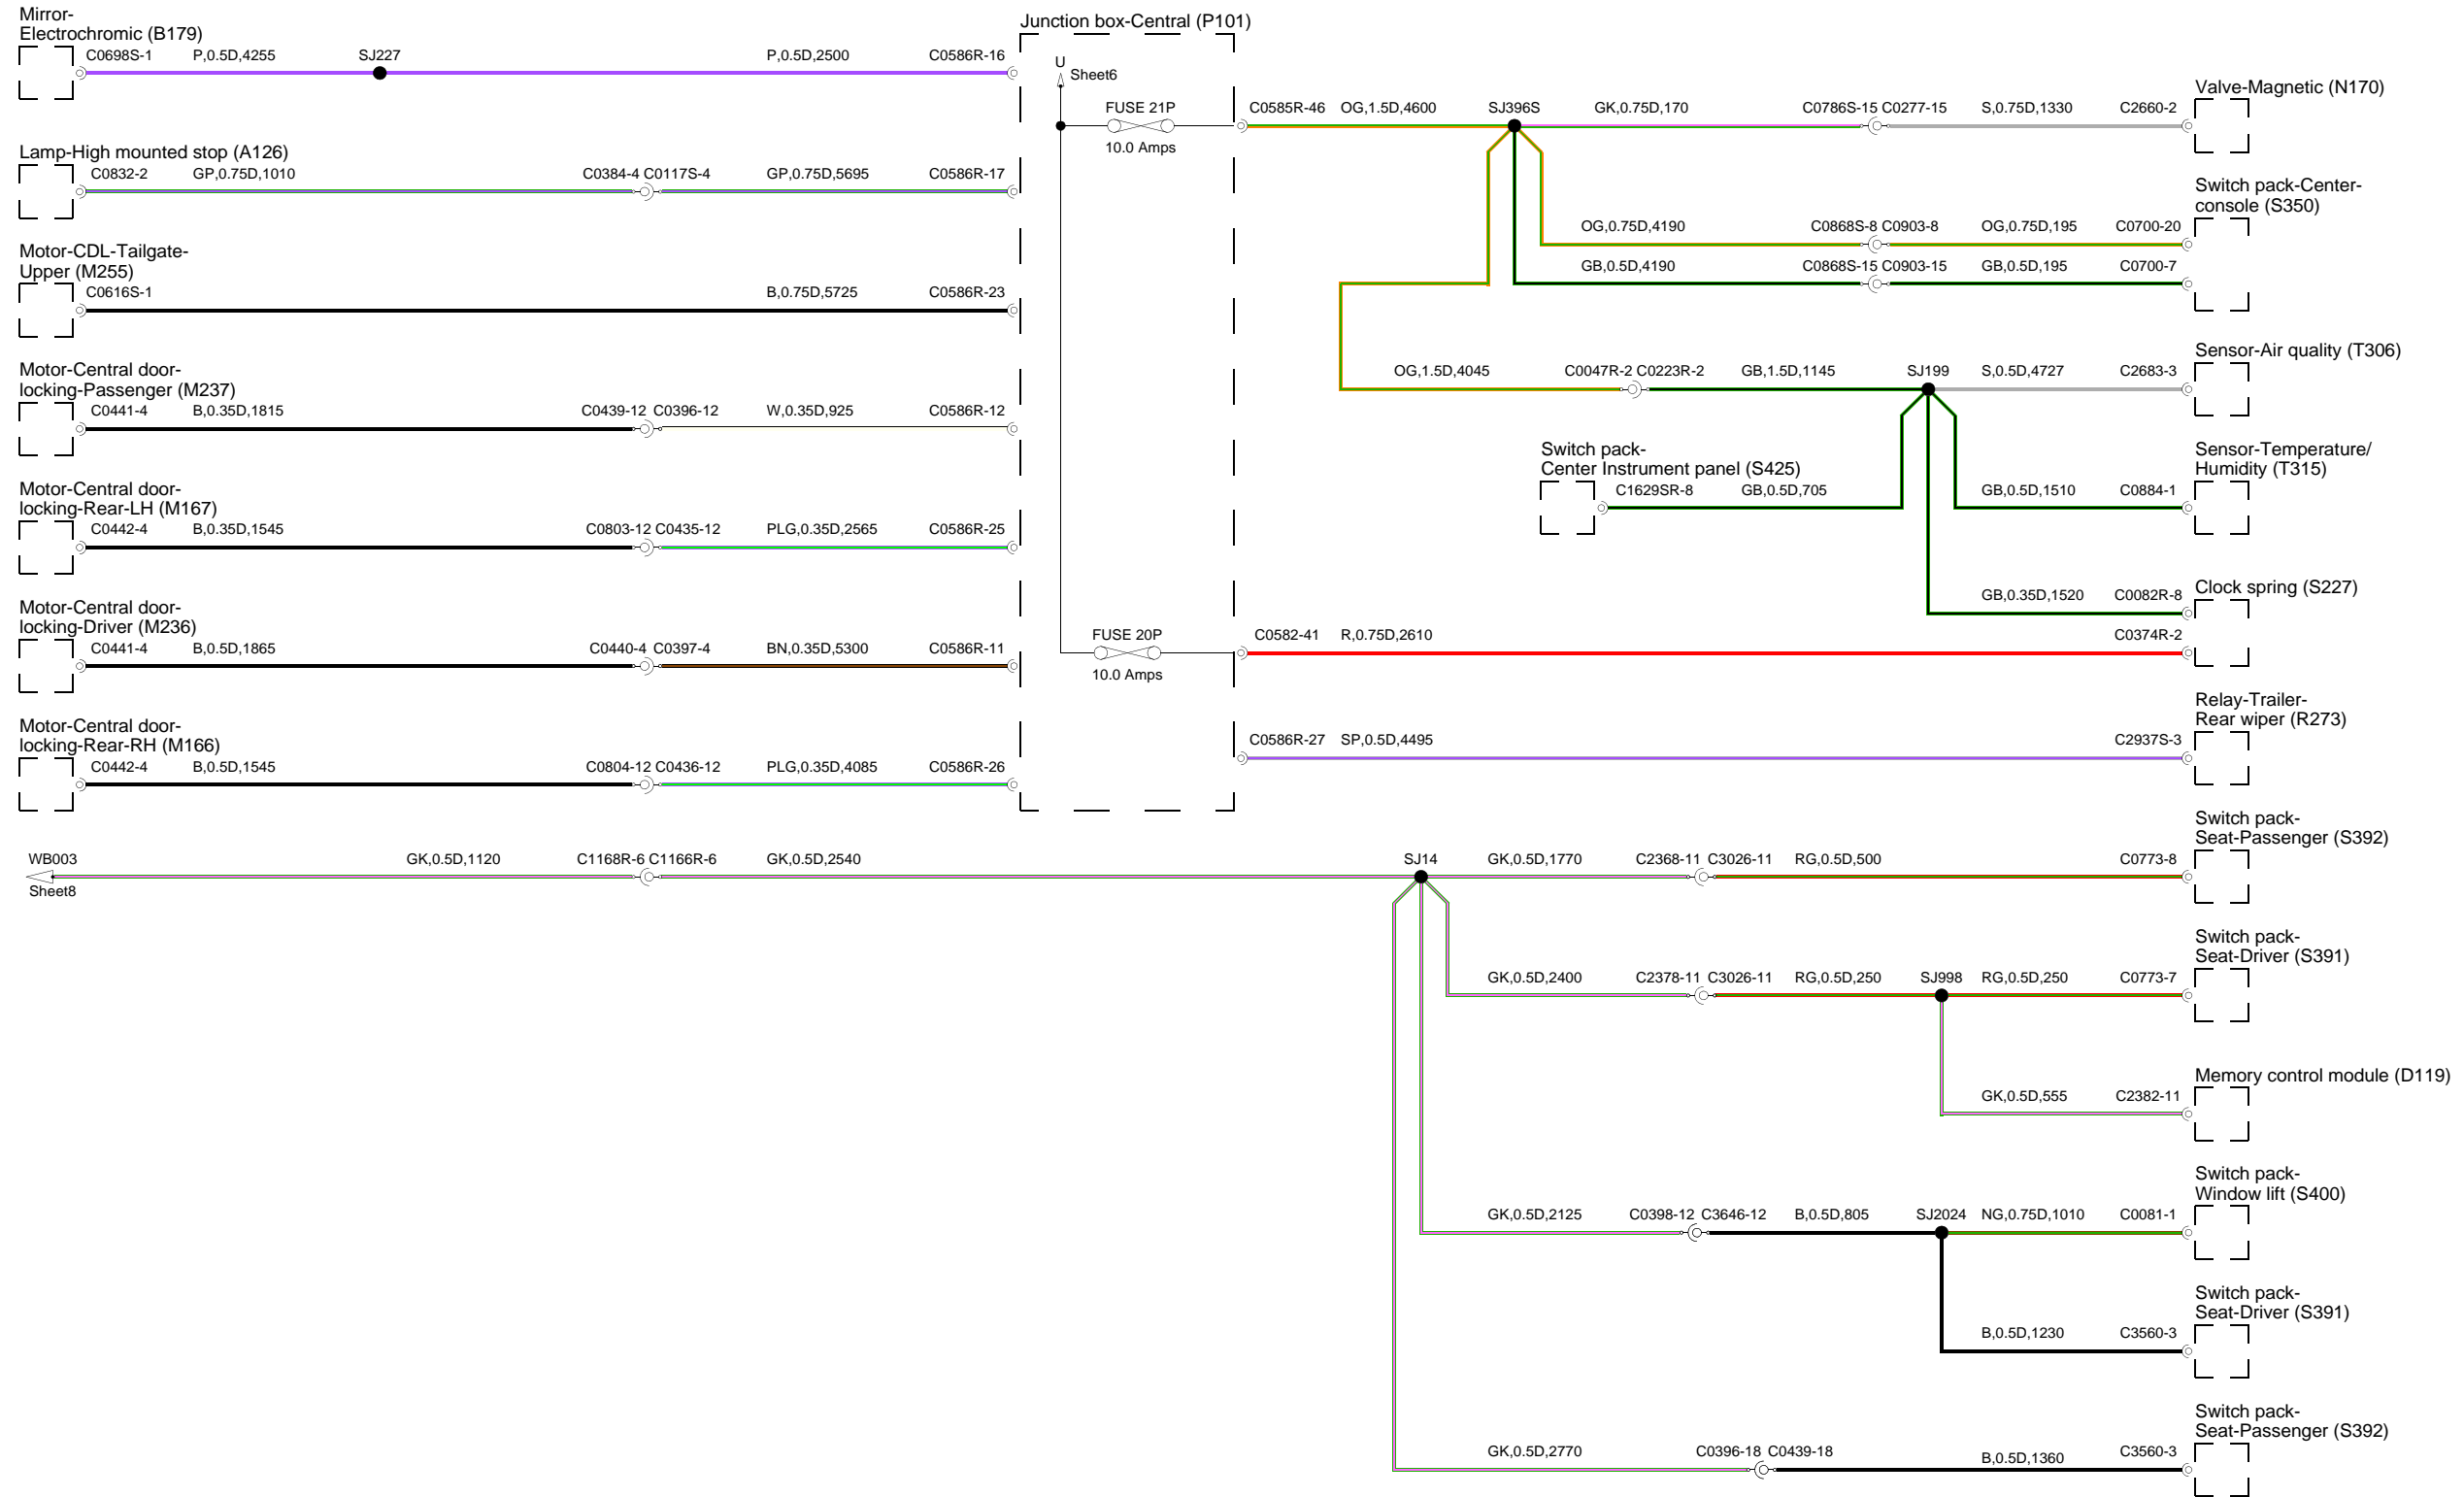 Mirror-
Electrochromic (B179)
C0698S-1 P,0.5D,4255 SJ227 P,0.5D,2500 C0586R-16
Lamp-High mounted stop (A126)
C0832-2 GP,0.75D,1010 C0384-4 C0117S-4 GP,0.75D,5695 C0586R-17
Motor-CDL-Tailgate-
Upper (M255)
C0616S-1 B,0.75D,5725 C0586R-23
Motor-Central door-
locking-Passenger (M237)
C0441-4 B,0.35D,1815 C0439-12 C0396-12 W,0.35D,925 C0586R-12
Motor-Central door-
locking-Rear-LH (M167)
C0442-4 B,0.35D,1545 C0803-12 C0435-12 PLG,0.35D,2565 C0586R-25
Motor-Central door-
locking-Driver (M236)
C0441-4 B,0.5D,1865 C0440-4 C0397-4 BN,0.35D,5300 C0586R-11
Motor-Central door-
locking-Rear-RH (M166)
C0442-4 B,0.5D,1545 C0804-12 C0436-12 PLG,0.35D,4085 C0586R-26
Junction box-Central (P101)
U
Sheet6
FUSE 21P
10.0 Amps
FUSE 20P
10.0 Amps
C0585R-46 OG,1.5D,4600 SJ396S GK,0.75D,170 C0786S-15 C0277-15 S,0.75D,1330 C2660-2
Valve-Magnetic (N170)
Switch pack-Center-
console (S350)
OG,0.75D,4190 C0868S-8 C0903-8 OG,0.75D,195 C0700-20
GB,0.5D,4190 C0868S-15 C0903-15 GB,0.5D,195 C0700-7
Sensor-Air quality (T306)
OG,1.5D,4045 C0047R-2 C0223R-2 GB,1.5D,1145 SJ199 S,0.5D,4727 C2683-3
Switch pack-
Center Instrument panel (S425)
C1629SR-8 GB,0.5D,705
Sensor-Temperature/
Humidity (T315)
GB,0.5D,1510 C0884-1
Clock spring (S227)
GB,0.35D,1520 C0082R-8
C0582-41 R,0.75D,2610 C0374R-2
Relay-Trailer-
Rear wiper (R273)
C0586R-27 SP,0.5D,4495 C2937S-3
Switch pack-
Seat-Passenger (S392)
WB003 GK,0.5D,1120 C1168R-6 C1166R-6 GK,0.5D,2540 SJ14 GK,0.5D,1770 C2368-11 C3026-11 RG,0.5D,500 C0773-8
Sheet8
Switch pack-
Seat-Driver (S391)
GK,0.5D,2400 C2378-11 C3026-11 RG,0.5D,250 SJ998 RG,0.5D,250 C0773-7
Memory control module (D119)
GK,0.5D,555 C2382-11
Switch pack-
Window lift (S400)
GK,0.5D,2125 C0398-12 C3646-12 B,0.5D,805 SJ2024 NG,0.75D,1010 C0081-1
Switch pack-
Seat-Driver (S391)
B,0.5D,1230 C3560-3
Switch pack-
Seat-Passenger (S392)
GK,0.5D,2770 C0396-18 C0439-18 B,0.5D,1360 C3560-3